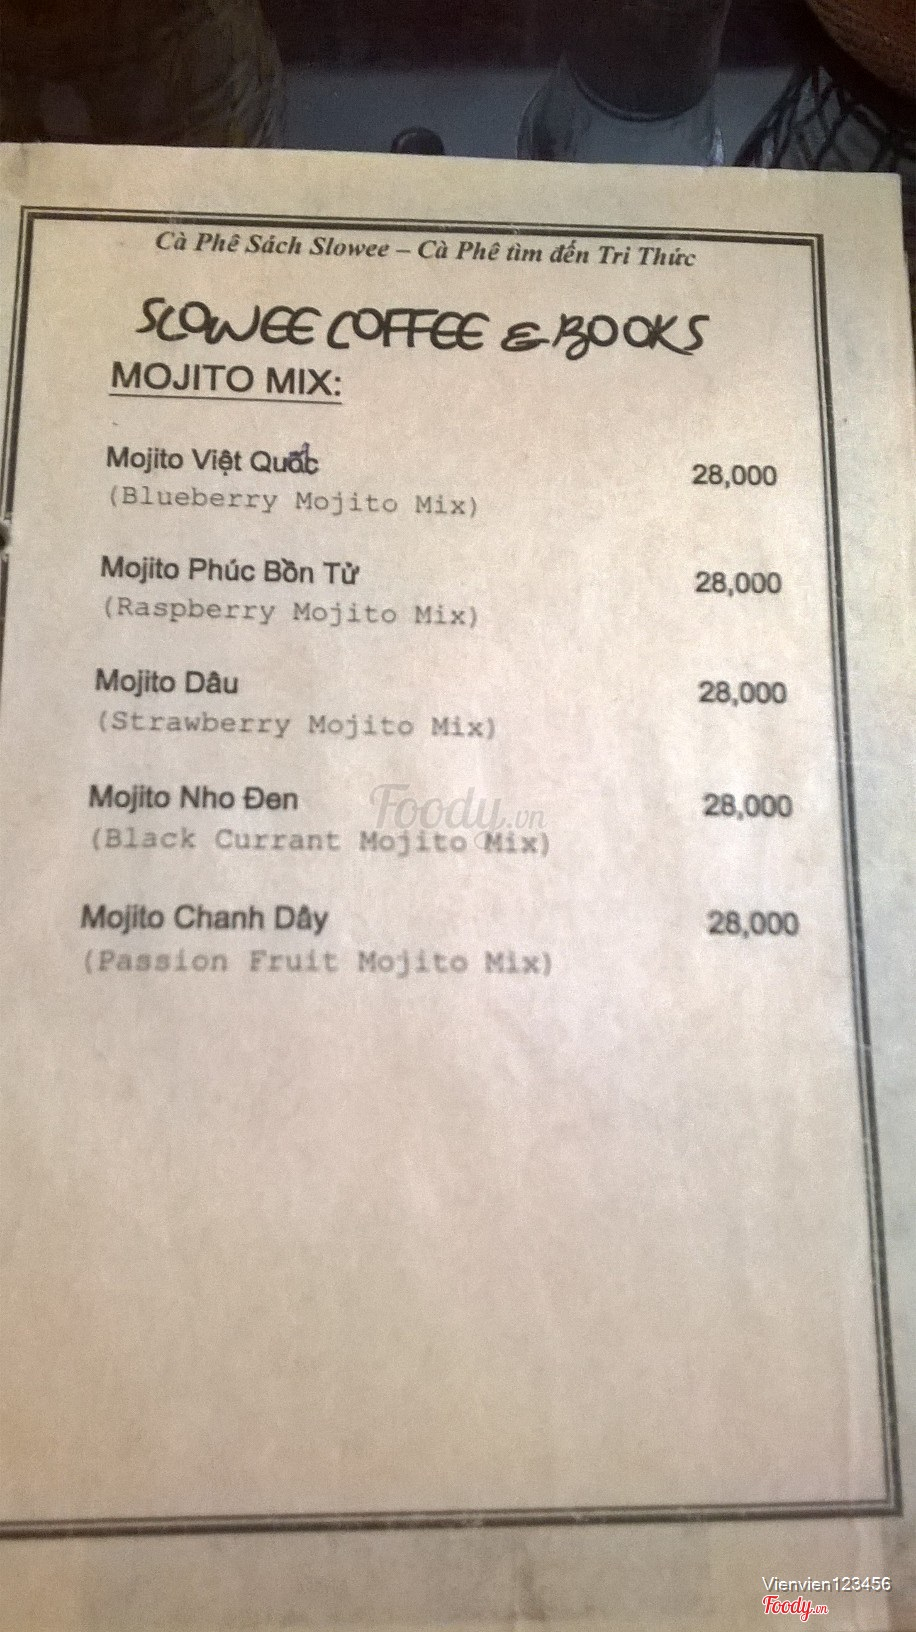 Cà Phê Sách Slowee – Cà Phê tìm đến Tri Thức
SLOWEE COFFEE & BOOKS
MOJITO MIX:
Mojito Việt Quất 28,000
(Blueberry Mojito Mix)
Mojito Phúc Bồn Tử 28,000
(Raspberry Mojito Mix)
Mojito Dâu 28,000
(Strawberry Mojito Mix)
Mojito Nho Đen 28,000
(Black Currant Mojito Mix)
Mojito Chanh Dây 28,000
(Passion Fruit Mojito Mix)
Foody.vn
Vienvien123456
Foody.vn